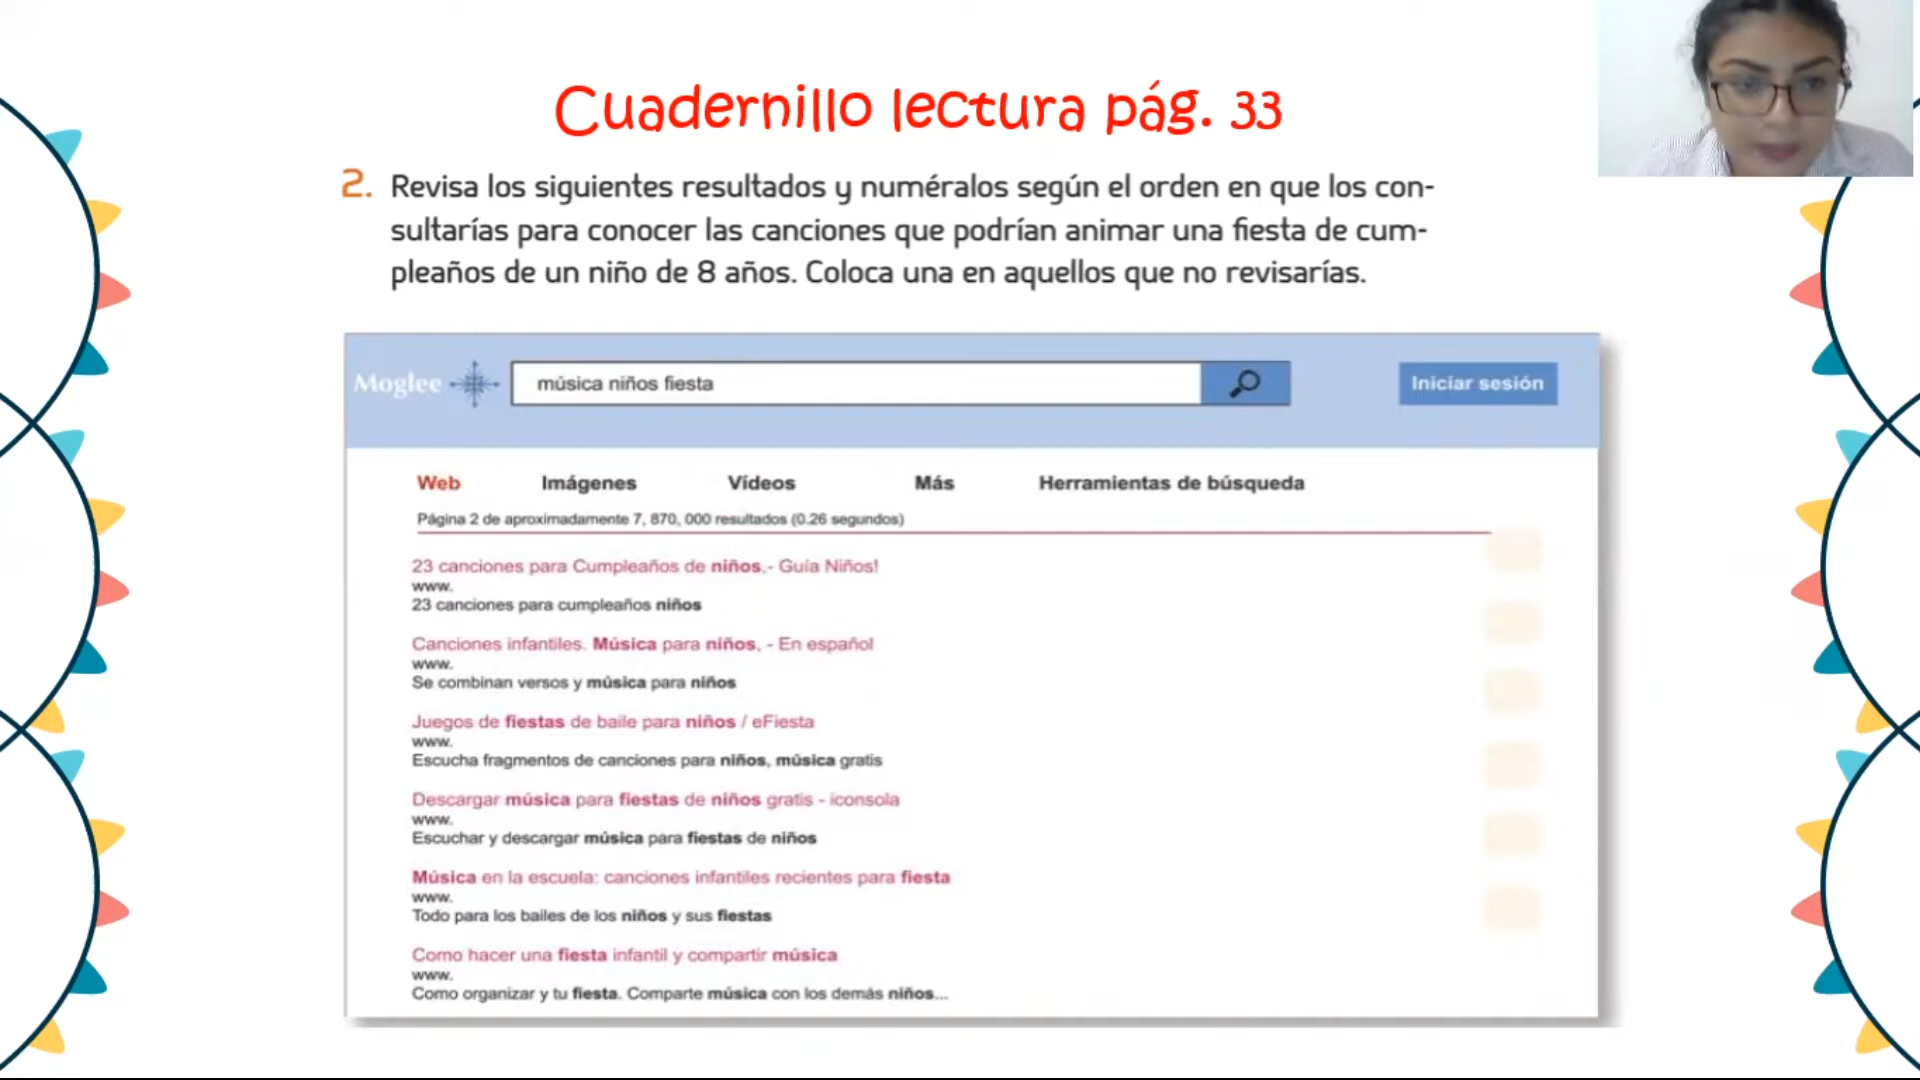 Cuadernillo lectura pág. 33
2. Revisa los siguientes resultados y numéralos según el orden en que los con-
sultarías para conocer las canciones que podrían animar una fiesta de cum-
pleaños de un niño de 8 años. Coloca una en aquellos que no revisarías.
Moglee
música niños fiesta
Iniciar sesión
Web Imágenes Vídeos Más Herramientas de búsqueda
Página 2 de aproximadamente 7, 870, 000 resultados (0.26 segundos)
23 canciones para Cumpleaños de niños.- Guía Niños!
www.
23 canciones para cumpleaños niños
Canciones infantiles. Música para niños. - En español
www.
Se combinan versos y música para niños
Juegos de fiestas de baile para niños / eFiesta
www.
Escucha fragmentos de canciones para niños, música gratis
Descargar música para fiestas de niños gratis - iconsola
www.
Escuchar y descargar música para fiestas de niños
Música en la escuela: canciones infantiles recientes para fiesta
www.
Todo para los bailes de los niños y sus fiestas
Como hacer una fiesta infantil y compartir música
www.
Como organizar y tu fiesta. Comparte música con los demás niños...